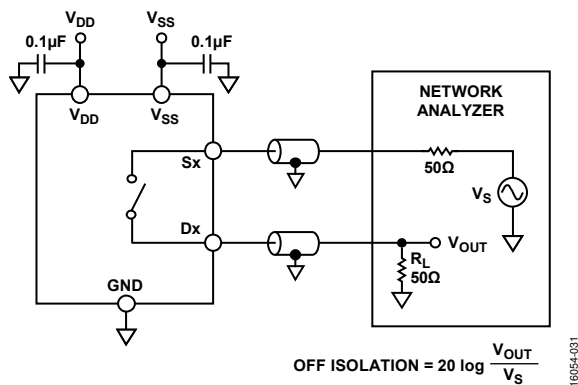 VDD
VSS
0.1µF
0.1µF
VDD
VSS
NETWORK
ANALYZER
Sx
50Ω
VS
Dx
VOUT
RL
50Ω
GND
OFF ISOLATION = 20 log VOUT
VS
16054-031